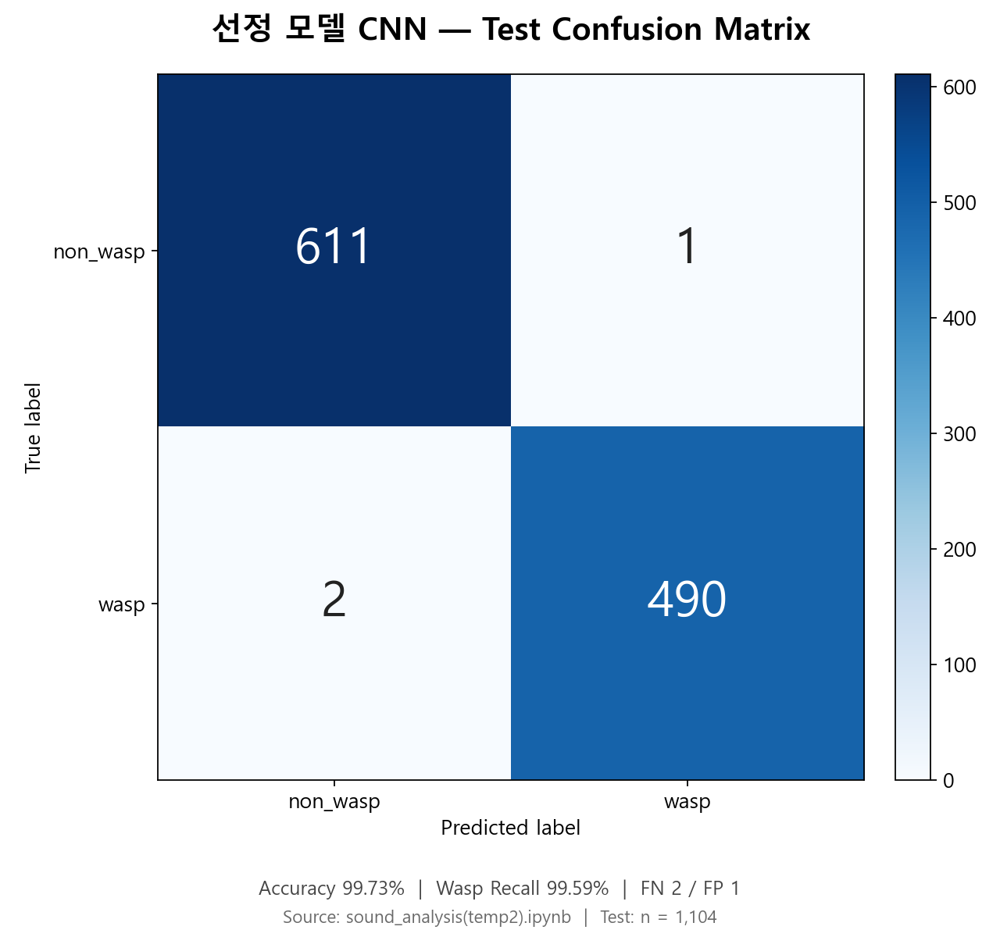 선정 모델 CNN — Test Confusion Matrix
600
611
1
non_wasp
500
400
True label
300
2
490
wasp
200
100
0
non_wasp
wasp
Predicted label
Accuracy 99.73% | Wasp Recall 99.59% | FN 2 / FP 1
Source: sound_analysis(temp2).ipynb | Test: n = 1,104